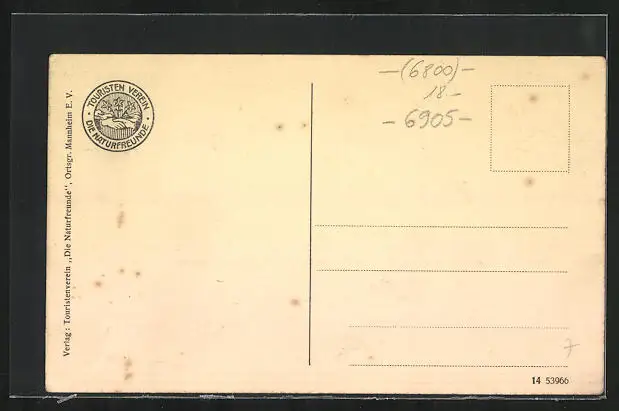 TOURISTEN VEREIN
DIE NATURFREUNDE
Verlag: Touristenverein „Die Naturfreunde", Ortsgr. Mannheim E. V.
—(6800)—
18.—
— 6905 —
7
14 53966